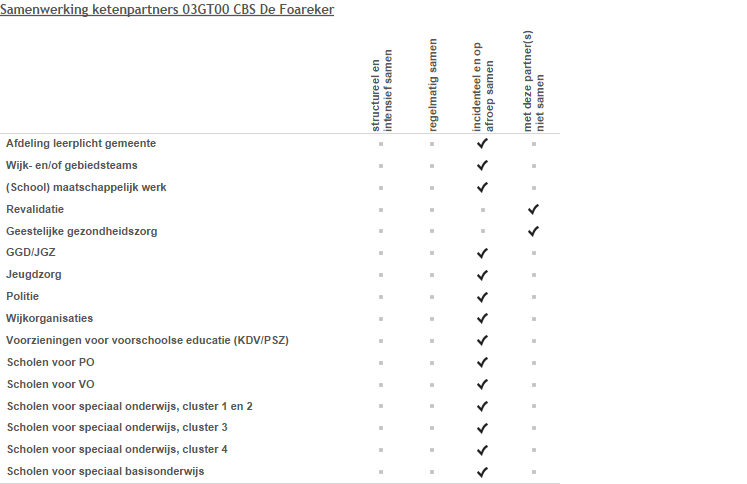 Samenwerking ketenpartners 03GT00 CBS De Foareker
structureel en
intensief samen
regelmatig samen
incidenteel en op
afroep samen
met deze partner(s)
niet samen
Afdeling leerplicht gemeente
Wijk- en/of gebiedsteams
(School) maatschappelijk werk
Revalidatie
Geestelijke gezondheidszorg
GGD/JGZ
Jeugdzorg
Politie
Wijkorganisaties
Voorzieningen voor voorschoolse educatie (KDV/PSZ)
Scholen voor PO
Scholen voor VO
Scholen voor speciaal onderwijs, cluster 1 en 2
Scholen voor speciaal onderwijs, cluster 3
Scholen voor speciaal onderwijs, cluster 4
Scholen voor speciaal basisonderwijs